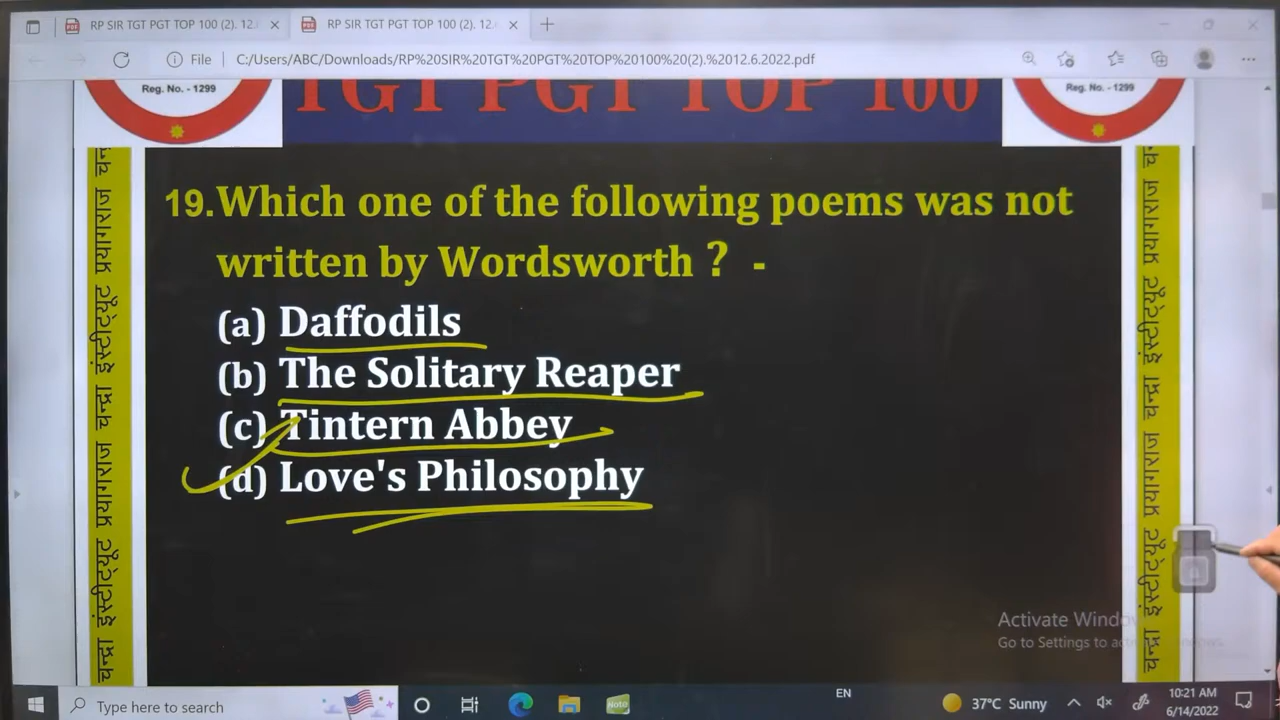 RP SIR TGT PGT TOP 100 (2). 12.
RP SIR TGT PGT TOP 100 (2). 12.6
File
C:/Users/ABC/Downloads/RP%20SIR%20TGT%20PGT%20TOP%20100%20(2).%2012.6.2022.pdf
Reg. No. - 1299
TGT PGT TOP 100
Reg. No. - 1299
चन्द्रा इंस्टीट्यूट प्रयागराज
19.Which one of the following poems was not
written by Wordsworth ? -
(a) Daffodils
(b) The Solitary Reaper
(c) Tintern Abbey
(d) Love's Philosophy
चन्द्रा इंस्टीट्यूट प्रयागराज
Activate
Go to Settings to
Type here to search
EN
37°C Sunny
10:21 AM
6/14/2022